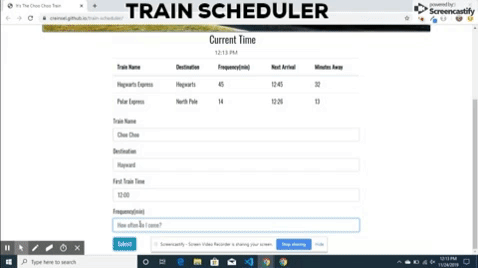 It's The Choo Choo Train
TRAIN SCHEDULER
powered by
Screencastify
Current Time
12:13 PM
Train Name Destination Frequency(min) Next Arrival Minutes Away
Hogwarts Express Hogwarts 45 12:45 32
Polar Express North Pole 14 12:26 13
Train Name
Choo Choo
Destination
Hayward
First Train Time
12:00
Frequency(min)
How often do I come?
Submit
Screencastify - Screen Video Recorder is sharing your screen. Stop sharing Hide
Type here to search
12:13 PM
11/24/2019